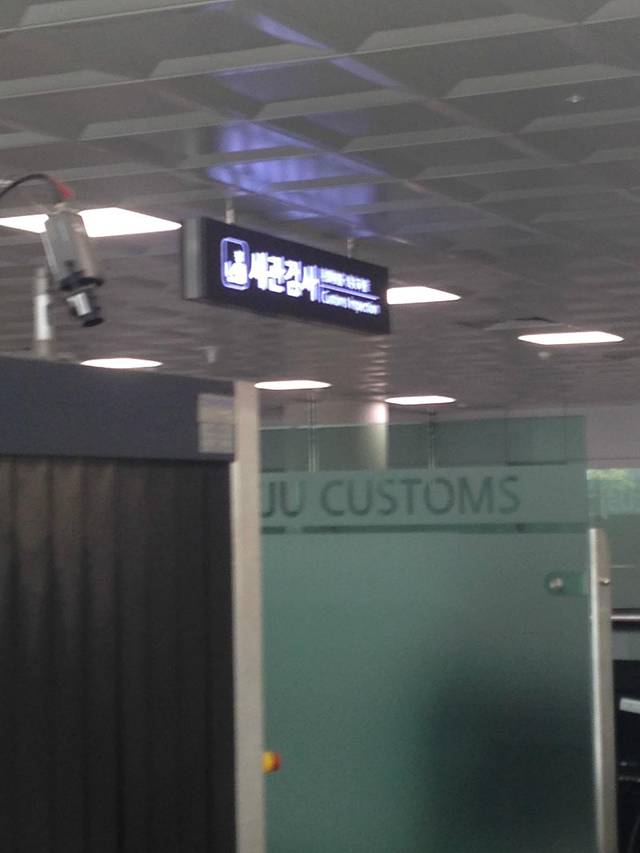 세관검사
Customs Inspection
JU CUSTOMS